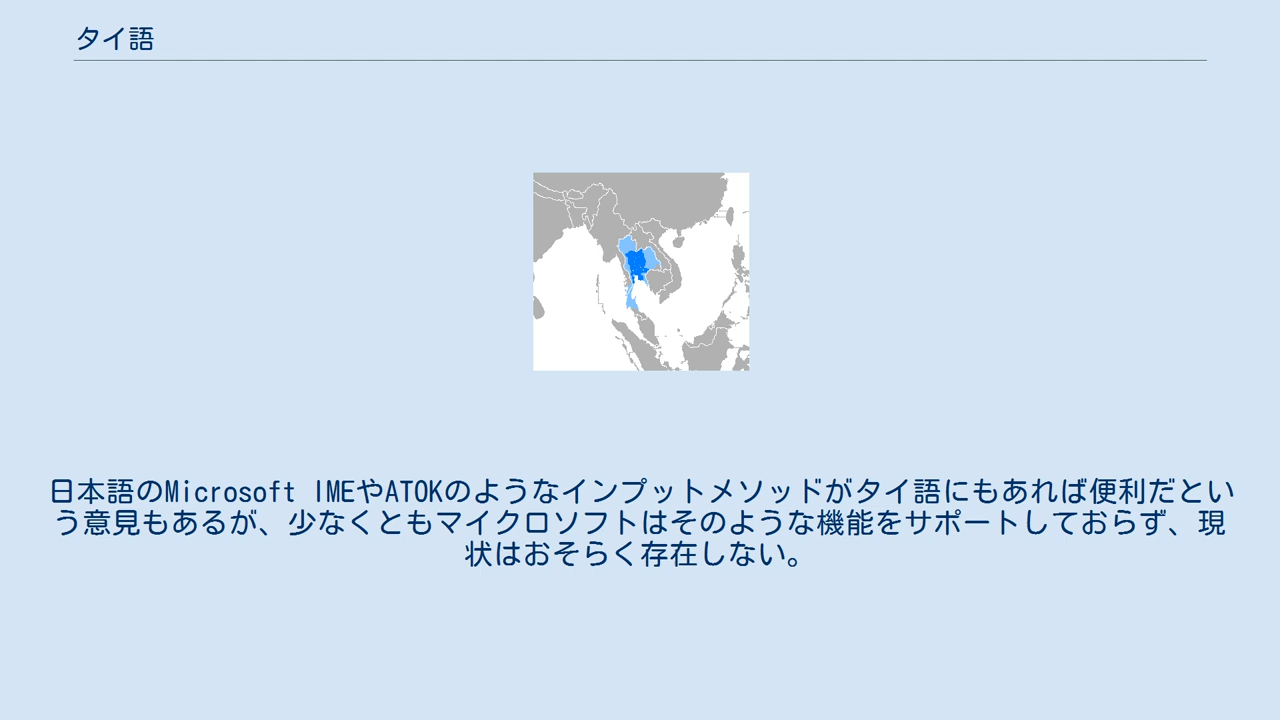 タイ語
日本語のMicrosoft IMEやATOKのようなインプットメソッドがタイ語にもあれば便利だとい
う意見もあるが、少なくともマイクロソフトはそのような機能をサポートしておらず、現
状はおそらく存在しない。